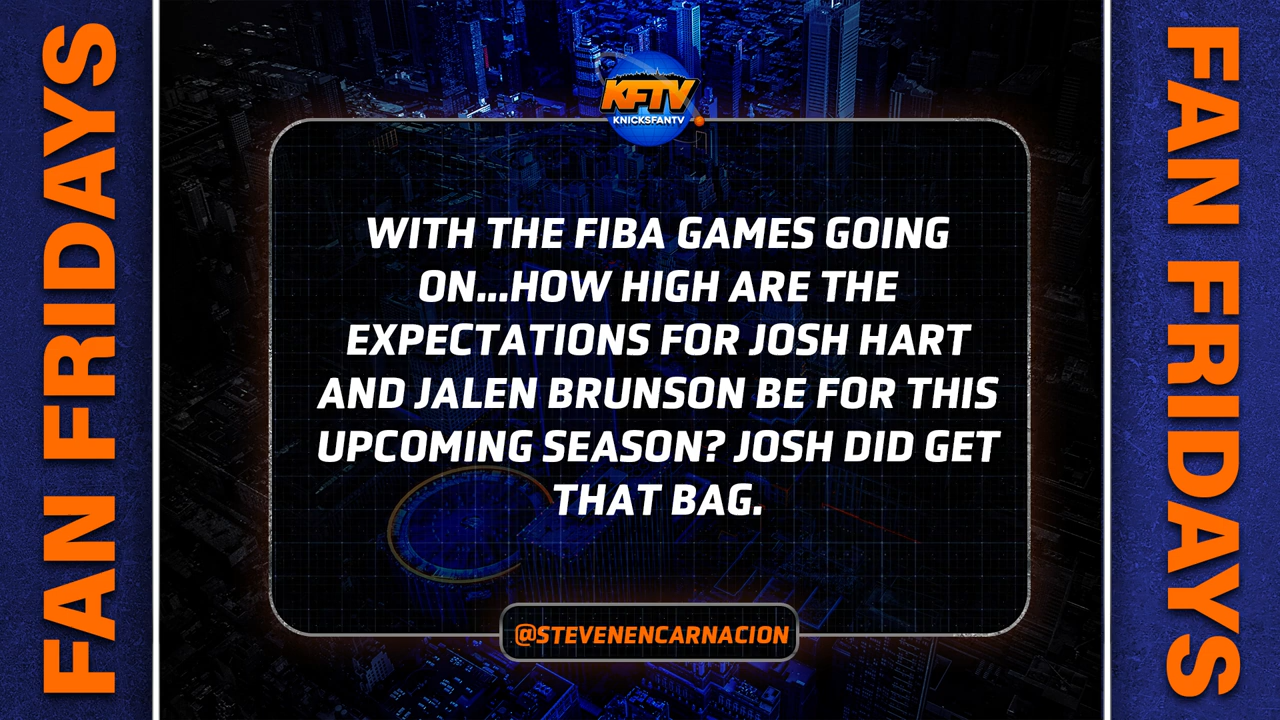 FAN FRIDAYS
KFTV
KNICKSFANTV
WITH THE FIBA GAMES GOING
ON...HOW HIGH ARE THE
EXPECTATIONS FOR JOSH HART
AND JALEN BRUNSON BE FOR THIS
UPCOMING SEASON? JOSH DID GET
THAT BAG.
@STEVENENCARNACION
FAN FRIDAYS